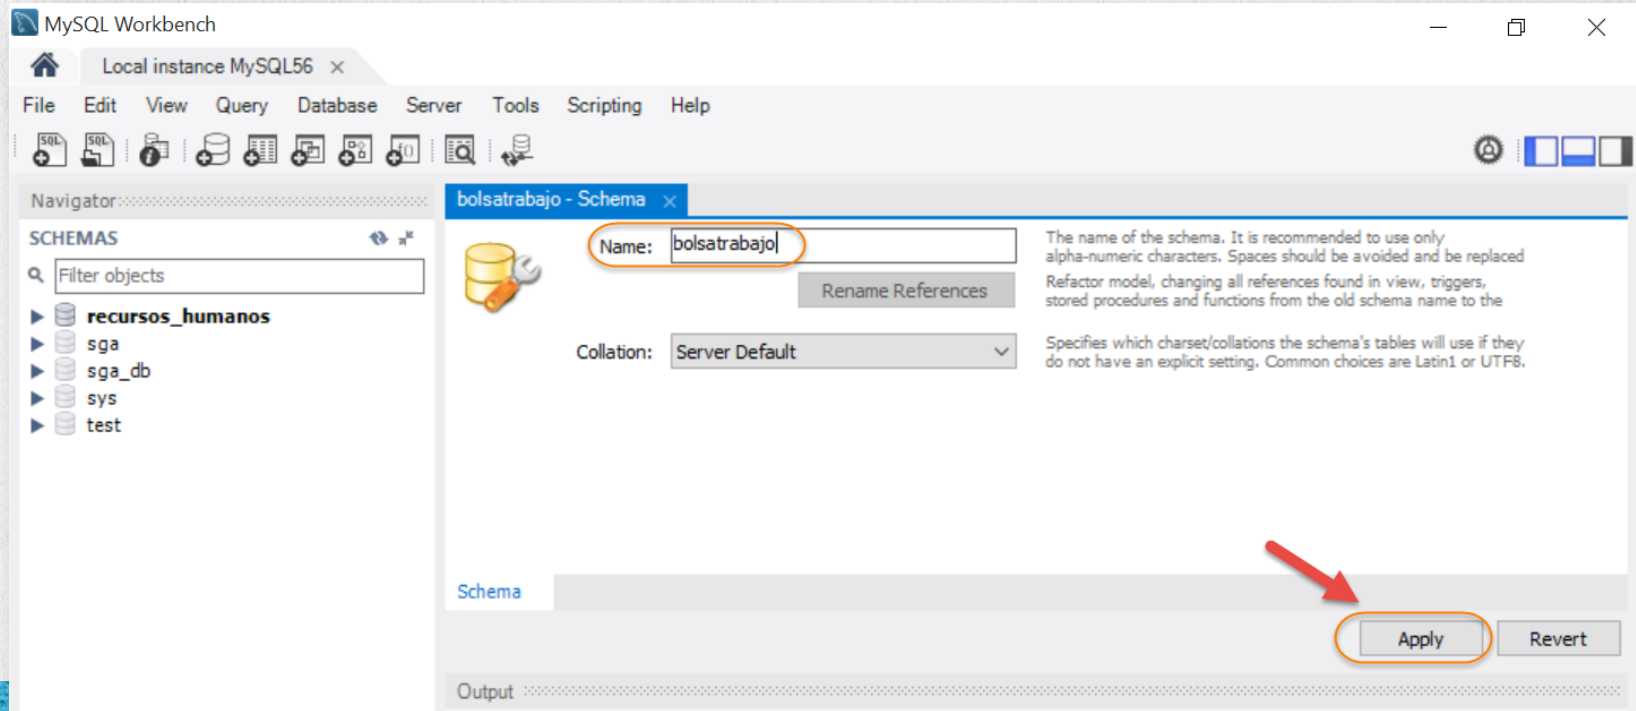 MySQL Workbench
Local instance MySQL56
File Edit View Query Database Server Tools Scripting Help
SQL SQL
Navigator
SCHEMAS
Filter objects
recursos_humanos
sga
sga_db
sys
test
bolsatrabajo - Schema
Name: bolsatrabajo
The name of the schema. It is recommended to use only
alpha-numeric characters. Spaces should be avoided and be replaced
Rename References
Refactor model, changing all references found in view, triggers,
stored procedures and functions from the old schema name to the
Collation: Server Default
Specifies which charset/collations the schema's tables will use if they
do not have an explicit setting. Common choices are Latin1 or UTF8.
Schema
Apply Revert
Output